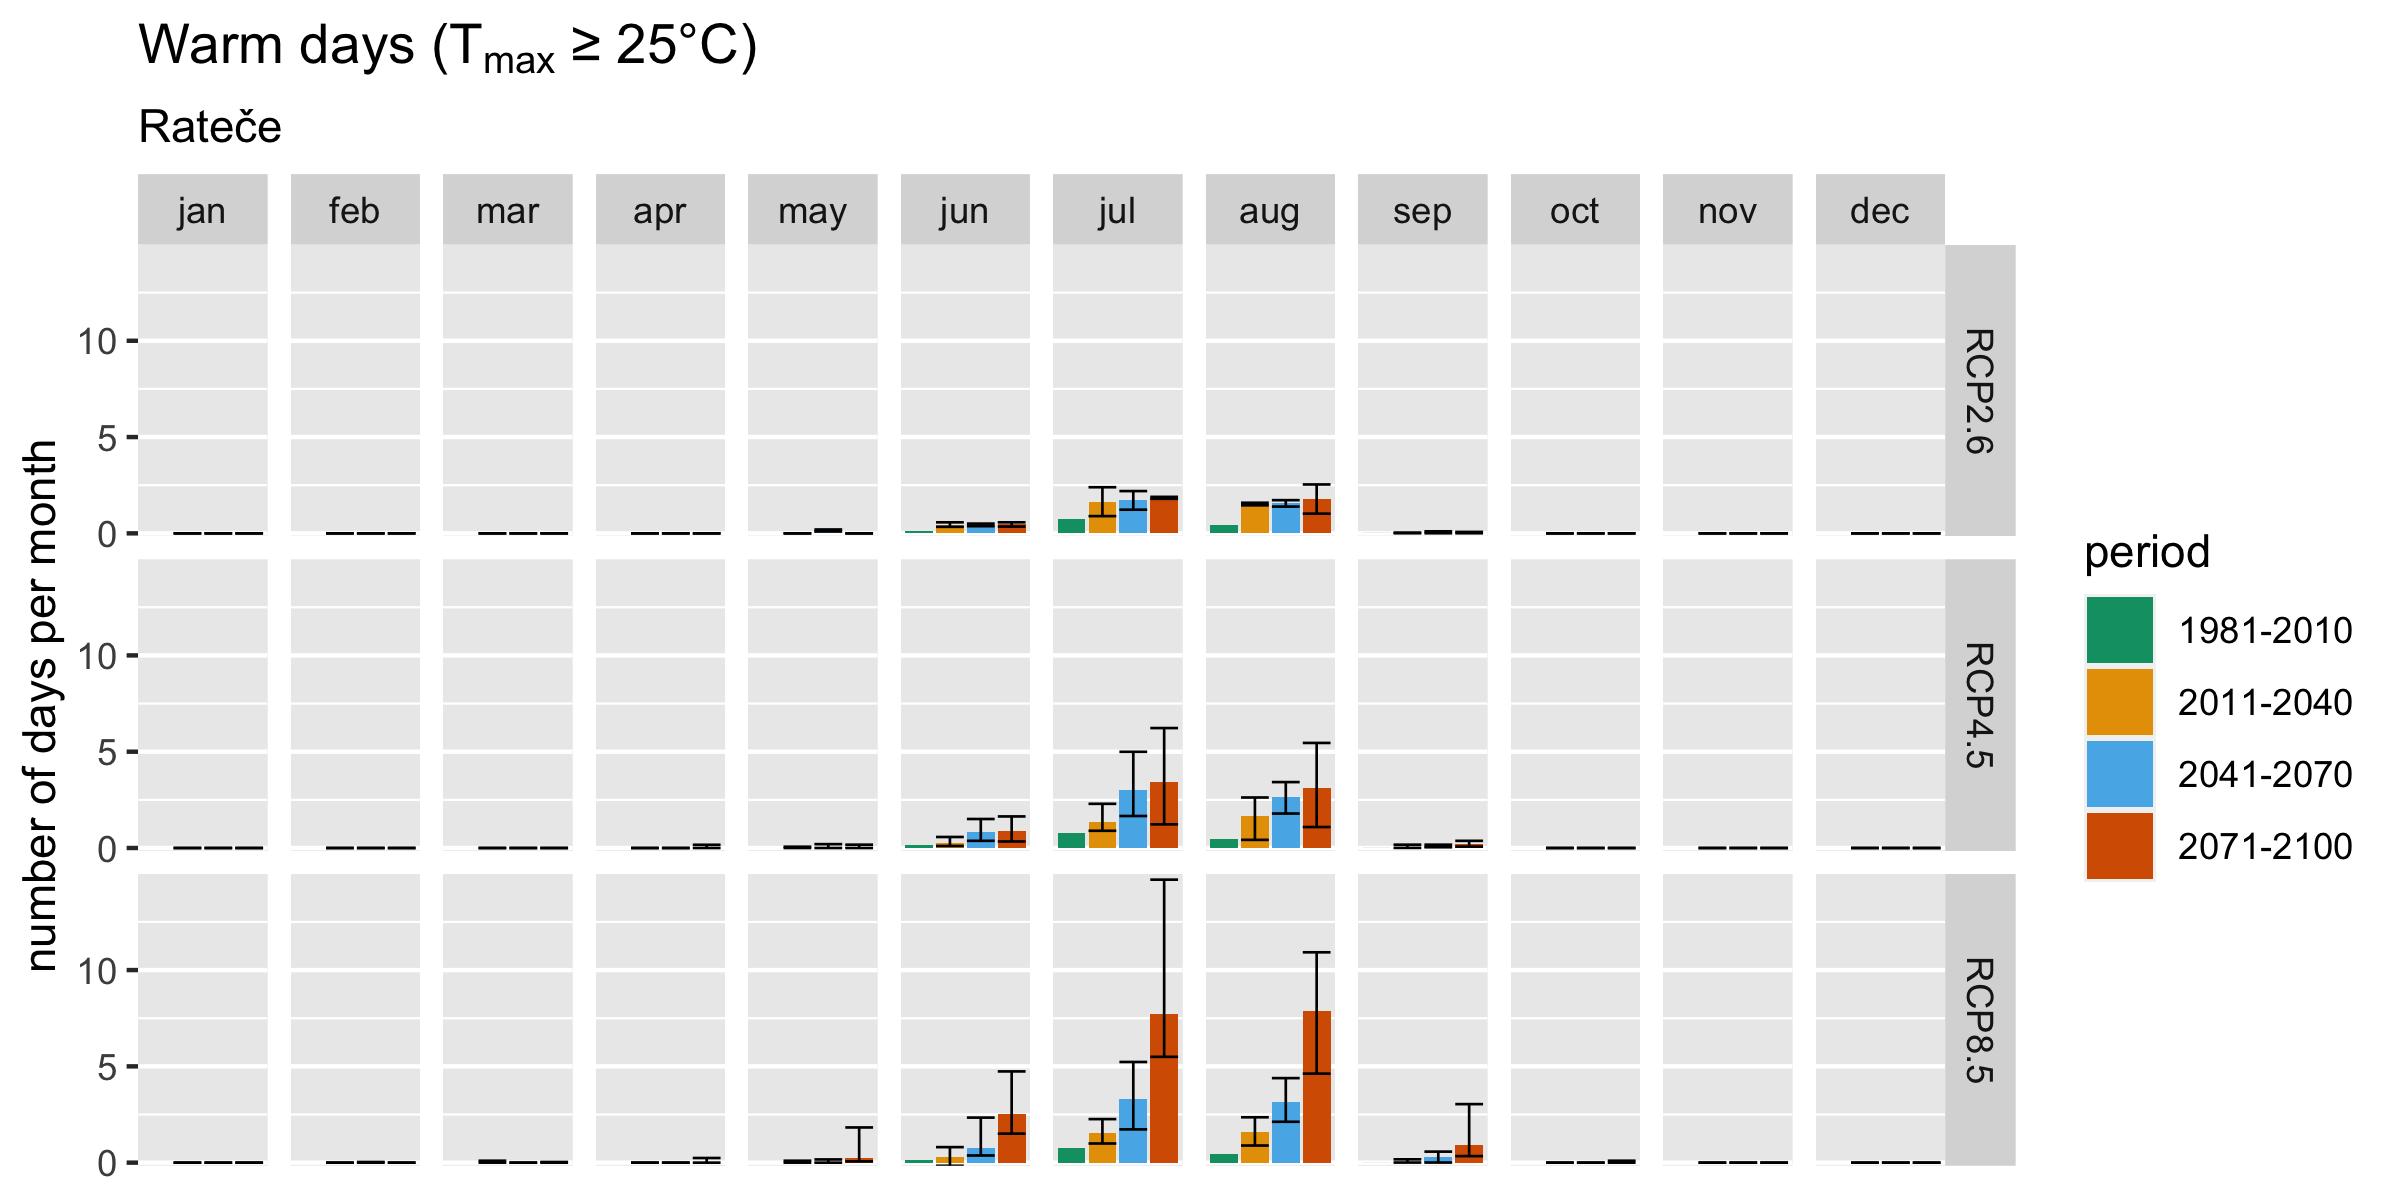 Warm days (Tmax ≥ 25°C)
Rateče
jan feb mar apr may jun jul aug sep oct nov dec
number of days per month
10
5
0
RCP2.6
10
5
0
RCP4.5
10
5
0
RCP8.5
period
1981-2010
2011-2040
2041-2070
2071-2100